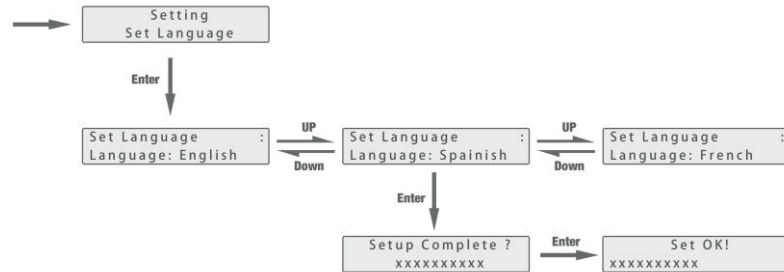 Setting
Set Language
Enter
Set Language :
Language: English
UP
Down
Set Language :
Language: Spainish
UP
Down
Set Language :
Language: French
Enter
Setup Complete ?
xxxxxxxxxx
Enter
Set OK!
xxxxxxxxxx